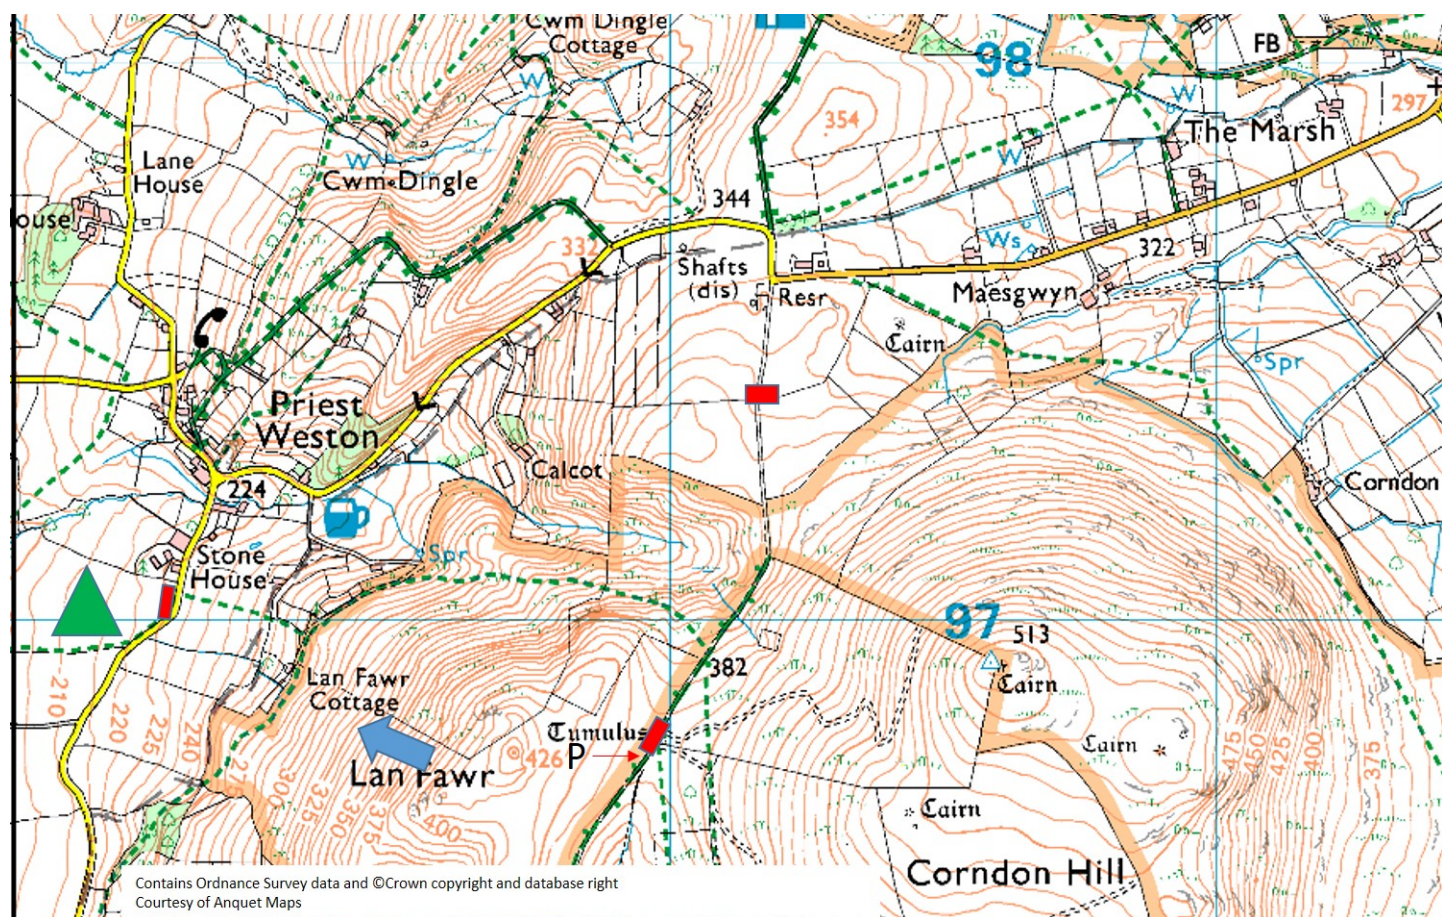 Cwm Dingle
Cottage
98
FB
W
W
297
354
The Marsh
Lane
House
W
W
Cwm-Dingle
344
ouse
Ws
322
Shafts
(dis)
Resr
Maesgwyn
Cairn
Spr
Priest
Weston
Calcot
Corndon
224
Spr
Stone
House
97
513
Cairn
382
Lan Fawr
Cottage
210
220
225
240
Tumulus
426
P
Cairn
Lan Fawr
300
325
350
375
400
475
450
425
400
375
Cairn
Corndon Hill
Contains Ordnance Survey data and ©Crown copyright and database right
Courtesy of Anquet Maps